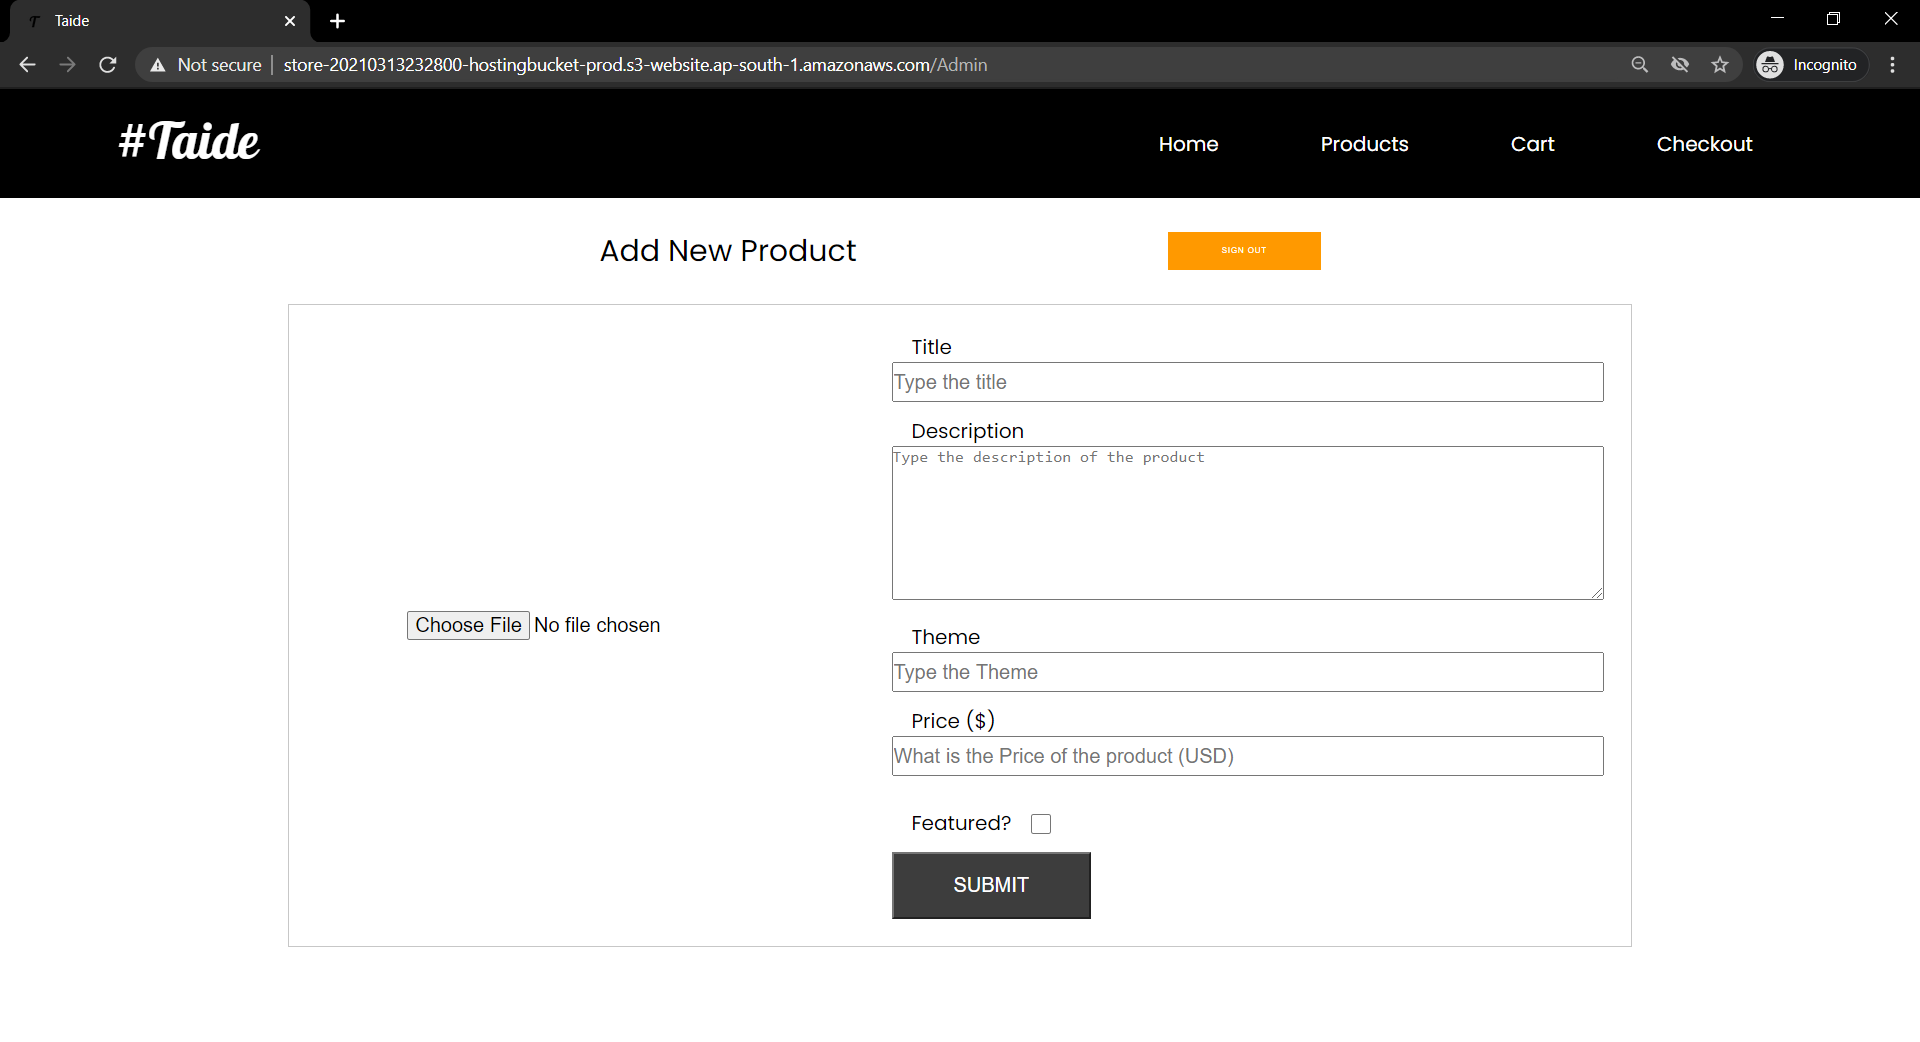 Taide
Not secure store-20210313232800-hostingbucket-prod.s3-website.ap-south-1.amazonaws.com/Admin Incognito
#Taide Home Products Cart Checkout
Add New Product SIGN OUT
Title
Type the title
Description
Type the description of the product
Choose File No file chosen
Theme
Type the Theme
Price ($)
What is the Price of the product (USD)
Featured?
SUBMIT